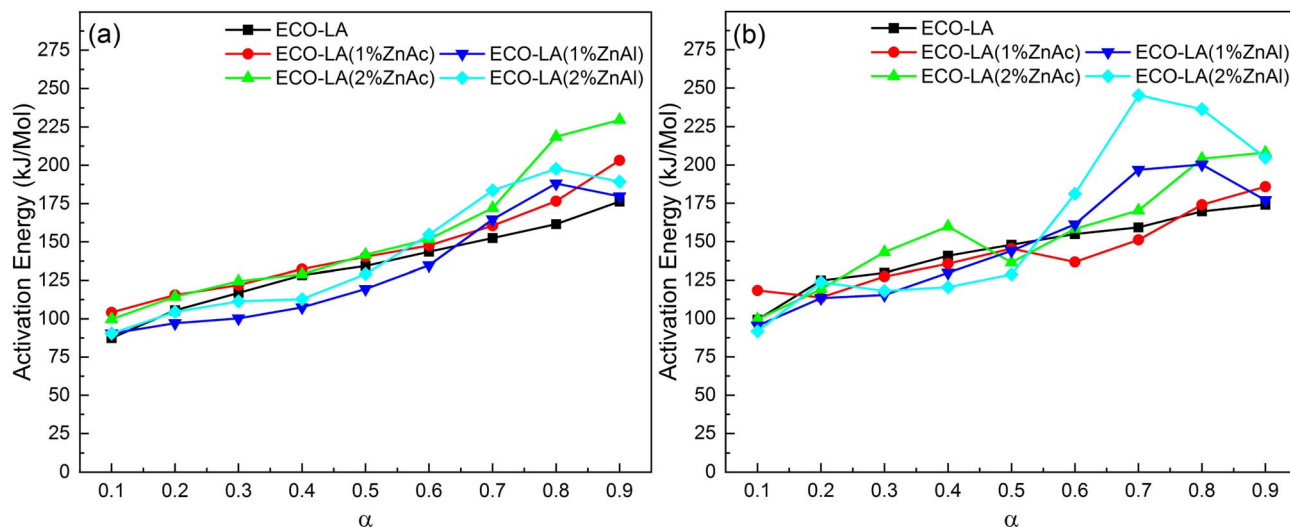 (a)
ECO-LA
ECO-LA(1%ZnAc)
ECO-LA(1%ZnAl)
ECO-LA(2%ZnAc)
ECO-LA(2%ZnAl)
Activation Energy (kJ/Mol)
275
250
225
200
175
150
125
100
75
50
25
0
0.1 0.2 0.3 0.4 0.5 0.6 0.7 0.8 0.9
α
(b)
ECO-LA
ECO-LA(1%ZnAc)
ECO-LA(1%ZnAl)
ECO-LA(2%ZnAc)
ECO-LA(2%ZnAl)
Activation Energy (kJ/Mol)
275
250
225
200
175
150
125
100
75
50
25
0
0.1 0.2 0.3 0.4 0.5 0.6 0.7 0.8 0.9
α